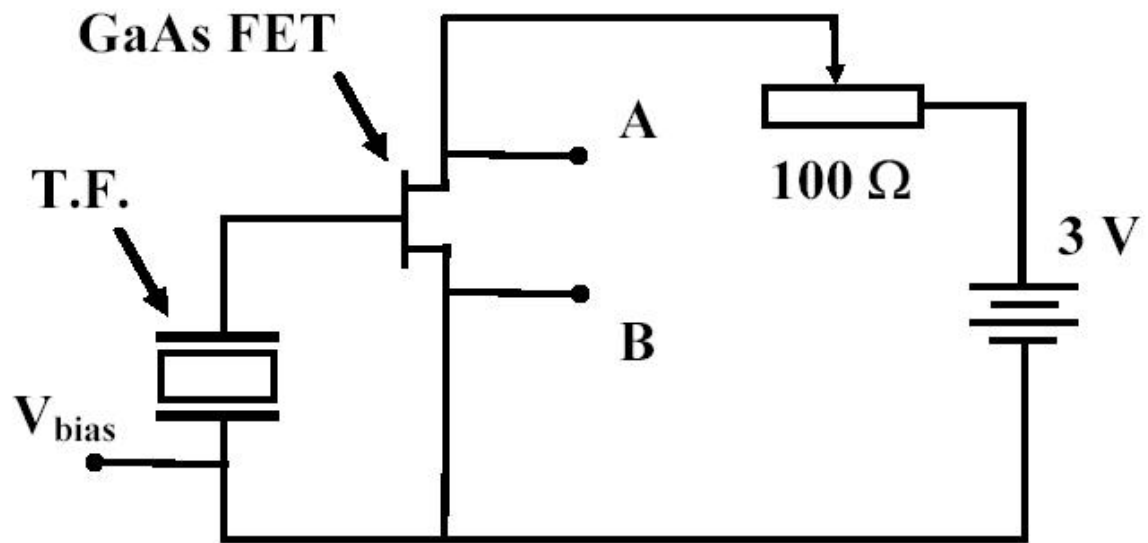 GaAs FET
T.F.
A
100 Ω
3 V
B
V_bias